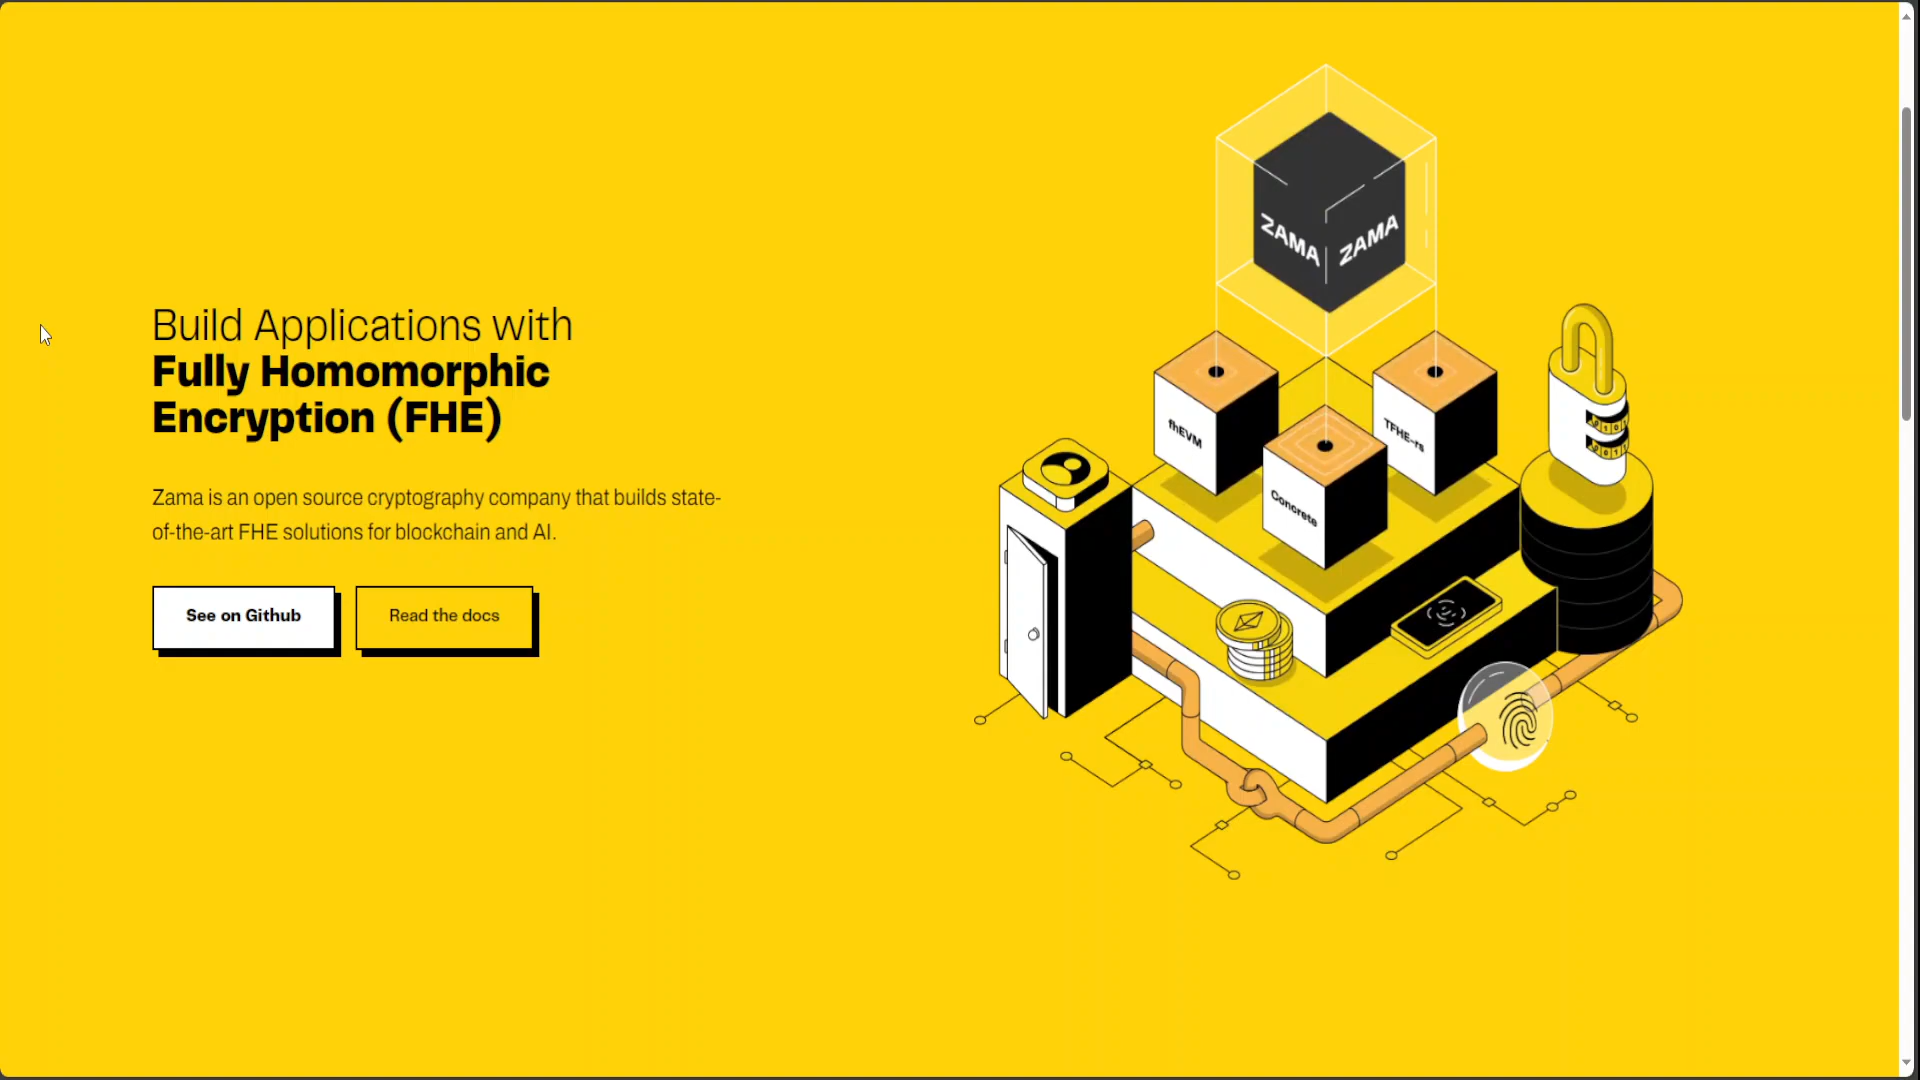 Build Applications with
Fully Homomorphic
Encryption (FHE)
Zama is an open source cryptography company that builds state-
of-the-art FHE solutions for blockchain and AI.
See on Github
Read the docs
ZAMA ZAMA
fhEVM
TFHE-rs
Concrete